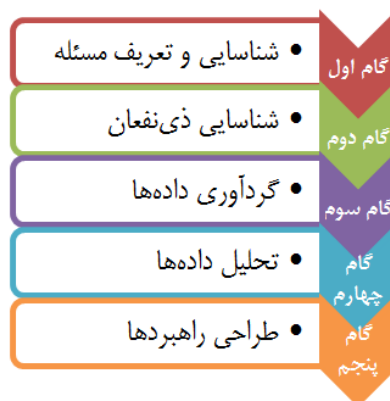 گام اول
• شناسایی و تعریف مسئله
گام دوم
• شناسایی ذی‌نفعان
گام سوم
• گردآوری داده‌ها
گام
چهارم
• تحلیل داده‌ها
گام
پنجم
• طراحی راهبردها